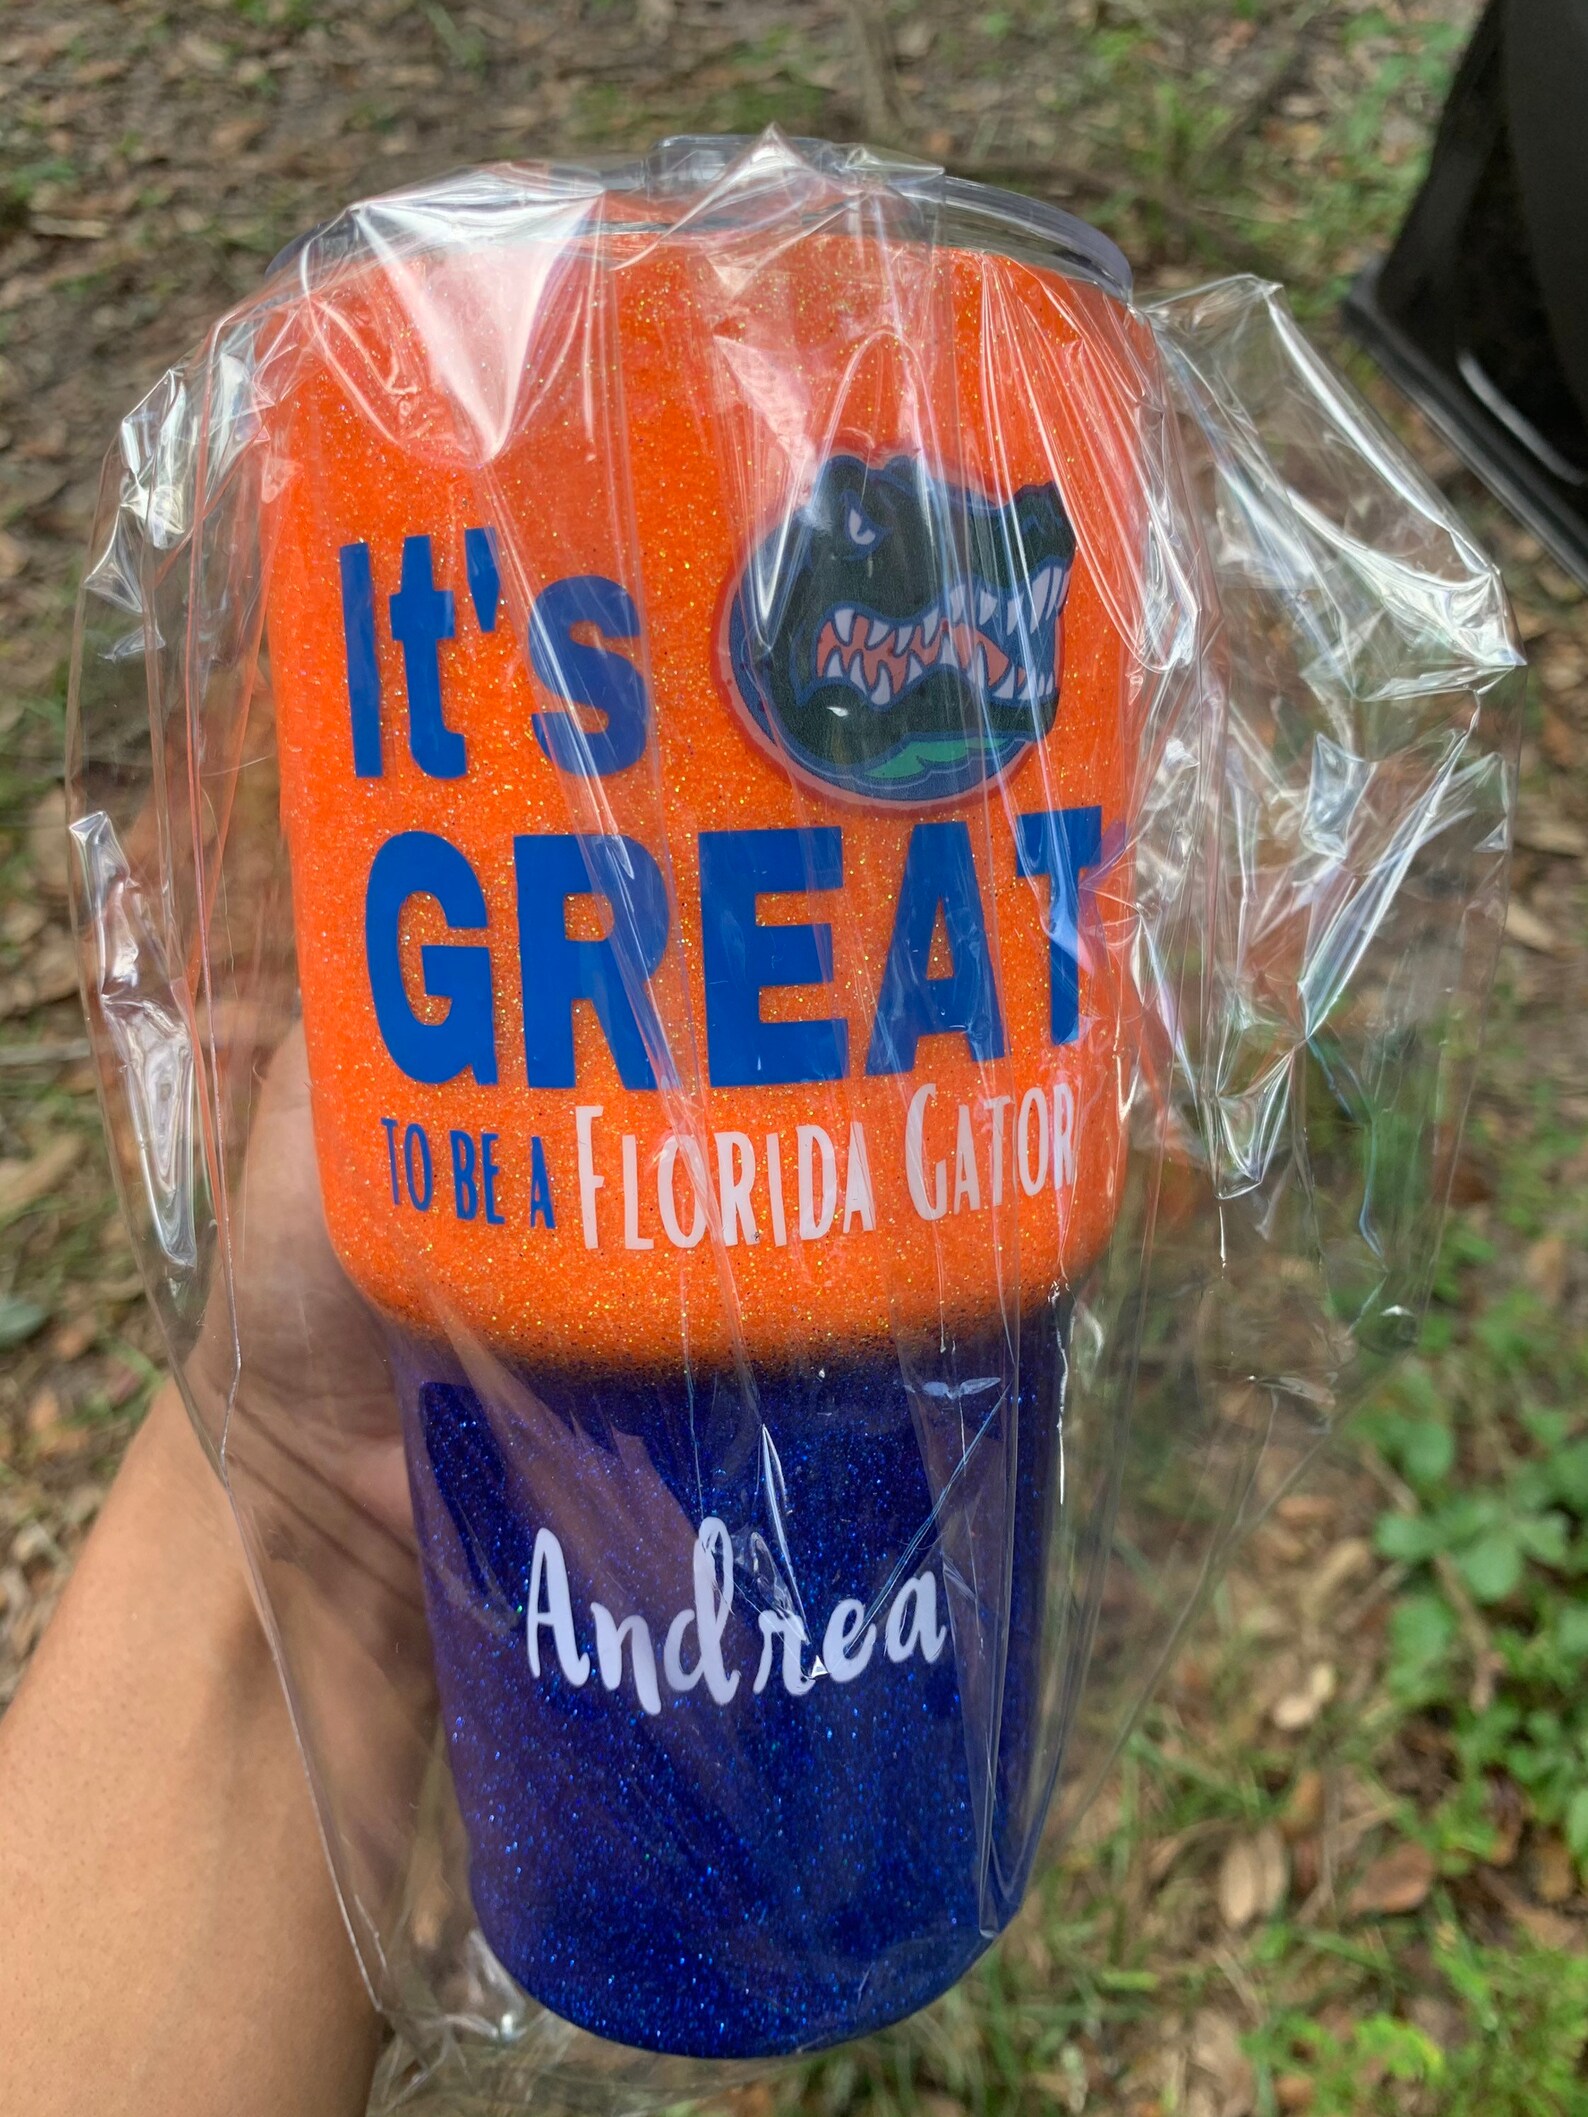 It's
GREAT
TO BE A FLORIDA GATOR
Andrea